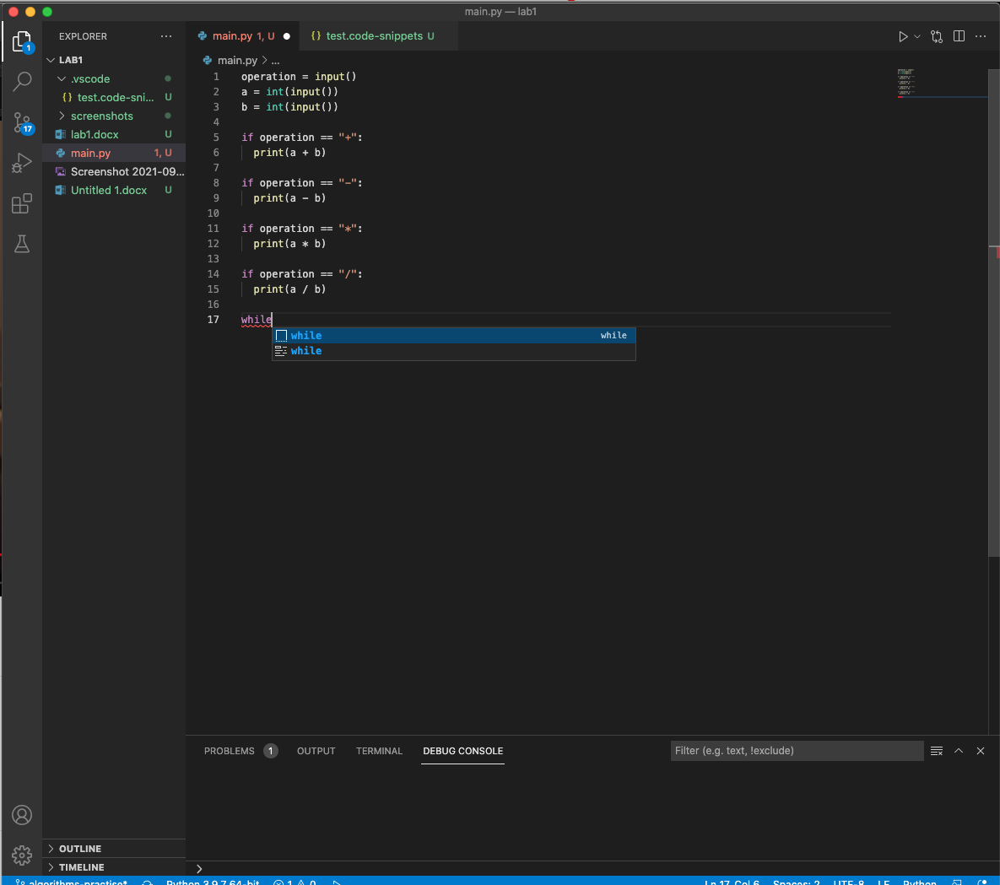 main.py — lab1
EXPLORER ...
main.py 1, U
{} test.code-snippets U
main.py > ...
1
LAB1
.vscode
{} test.code-sni... U
screenshots
lab1.docx U
main.py 1, U
Screenshot 2021-09...
Untitled 1.docx U
17
1 operation = input()
2 a = int(input())
3 b = int(input())
4
5 if operation == "+":
6 print(a + b)
7
8 if operation == "-":
9 print(a - b)
10
11 if operation == "*":
12 print(a * b)
13
14 if operation == "/":
15 print(a / b)
16
17 while
while while
while
PROBLEMS 1 OUTPUT TERMINAL DEBUG CONSOLE Filter (e.g. text, !exclude)
OUTLINE
TIMELINE
>
algorithms-practise* Python 3.9.7 64-bit 1 0 Ln 17, Col 6 Spaces: 2 UTF-8 LF Python